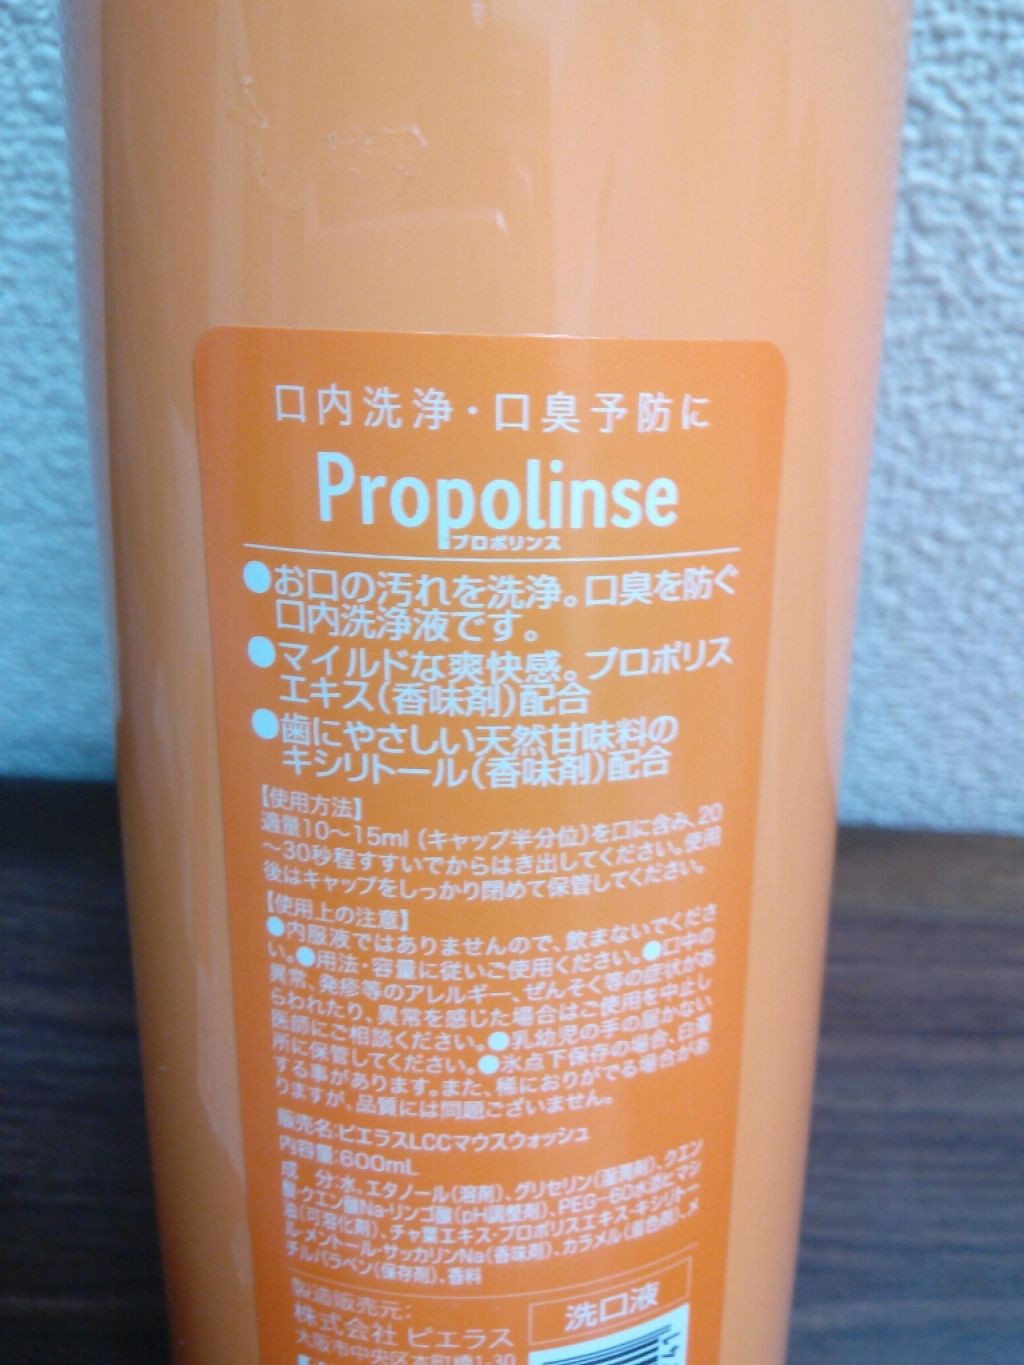 口内洗浄・口臭予防に
Propolinse
プロポリンス
●お口の汚れを洗浄。口臭を防ぐ
口内洗浄液です。
●マイルドな爽快感。プロポリス
エキス(香味剤)配合
●歯にやさしい天然甘味料の
キシリトール(香味剤)配合
【使用方法】
適量10〜15ml (キャップ半分位)を口に含み、20
〜30秒程すすいでからはき出してください。使用
後はキャップをしっかり閉めて保管してください。
【使用上の注意】
●内服液ではありませんので、飲まないでくださ
い。●用法・容量に従いご使用ください。●口中の
異常、発疹等のアレルギー、ぜんそく等の症状があ
らわれたり、異常を感じた場合はご使用を中止し
医師にご相談ください。●乳幼児の手の届かない
所に保管してください。●氷点下保存の場合、白濁
する事があります。また、稀におりがでる場合があ
りますが、品質には問題ございません。
販売名:ピエラスLCCマウスウォッシュ
内容量:600mL
成 分:水、エタノール(溶剤)、グリセリン(湿潤剤)、クエン
酸・クエン酸Na・リンゴ酸(pH調整剤)、PEG-60水添ヒマシ
油(可溶化剤)、チャ葉エキス・プロポリスエキス・キシリトー
ル・メントール・サッカリンNa(香味剤)、カラメル(着色剤)、メ
チルパラベン(保存剤)、香料
製造販売元:
株式会社 ピエラス
大阪市中央区本町橋1-30
洗口液